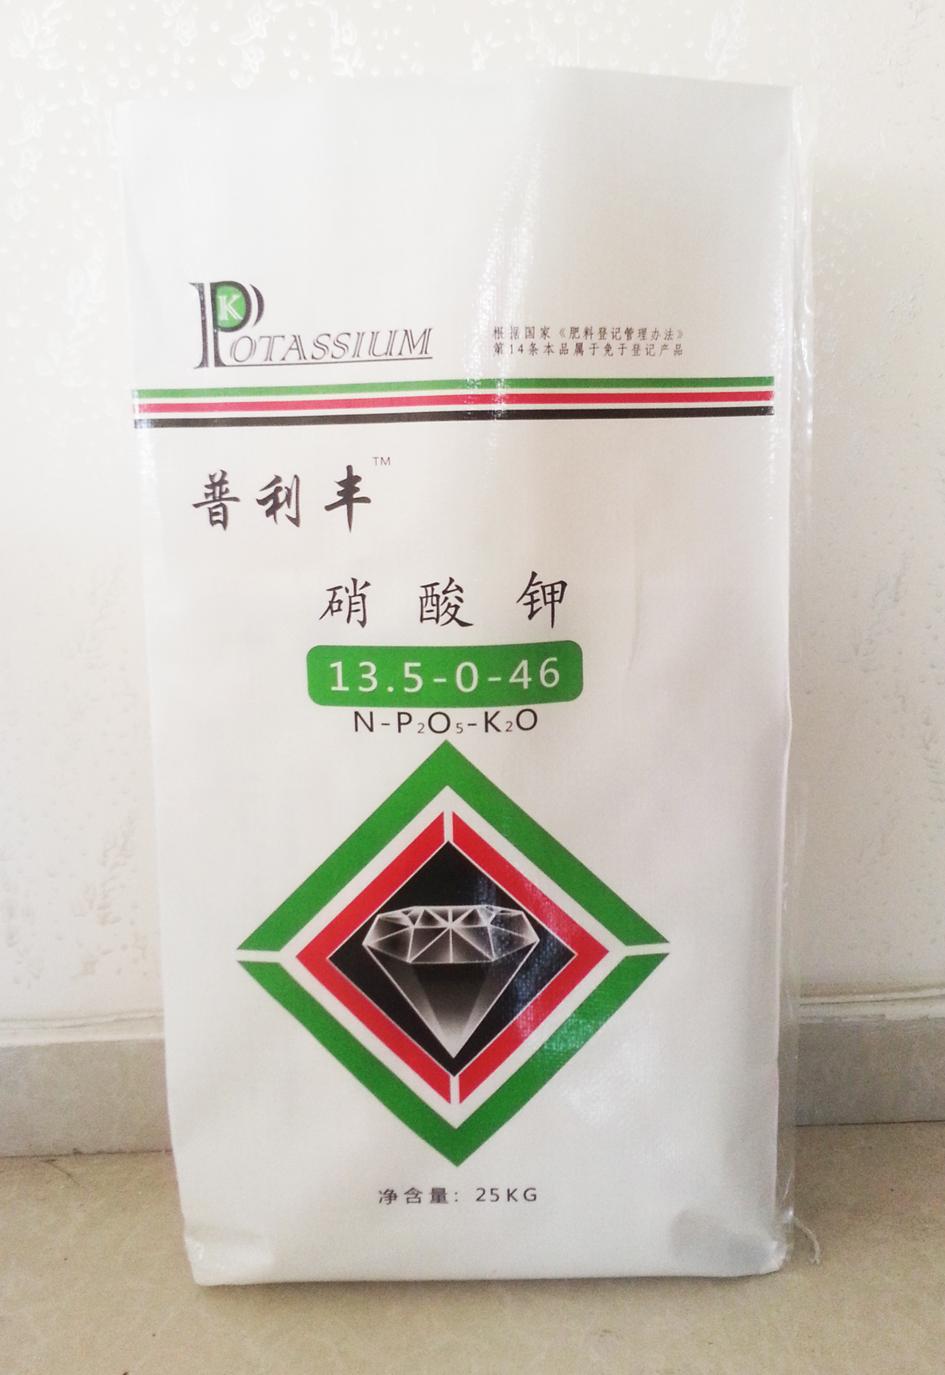 POTASSIUM
K
根据国家《肥料登记管理办法》
第14条本品属于免于登记产品
普利丰™
硝酸钾
13.5-0-46
N-P₂O₅-K₂O
净含量：25KG